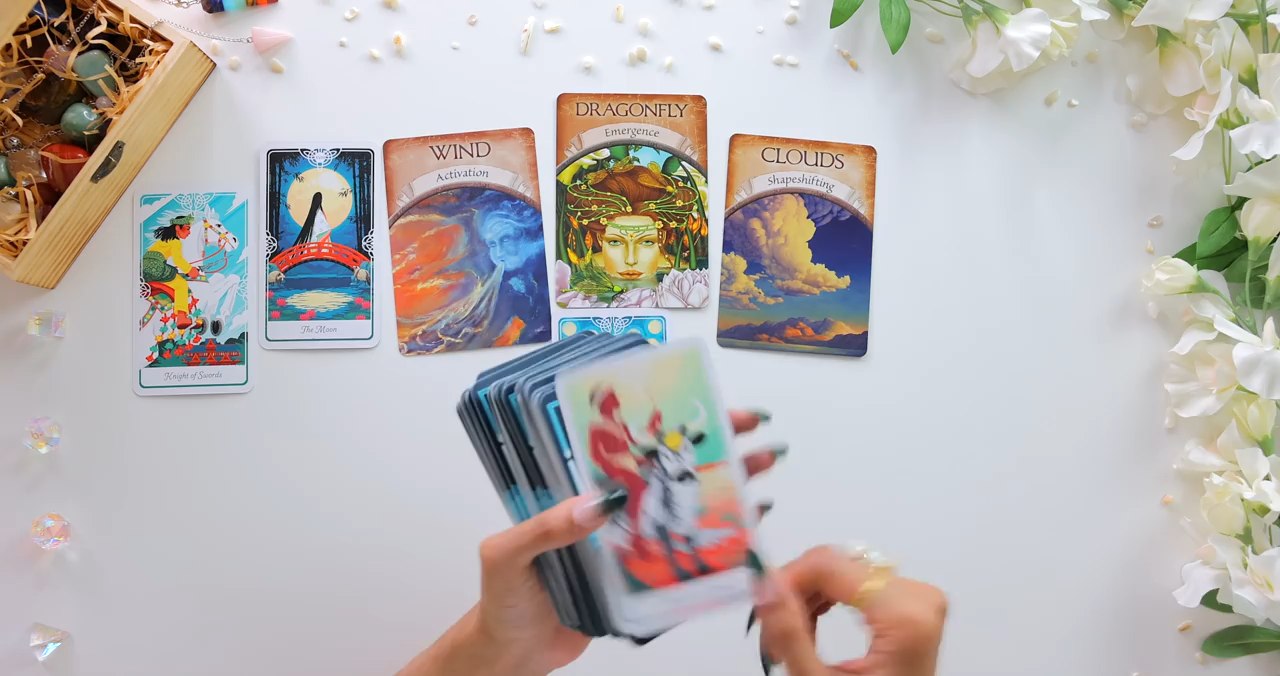 Knight of Swords
The Moon
WIND
Activation
DRAGONFLY
Emergence
CLOUDS
Shapeshifting